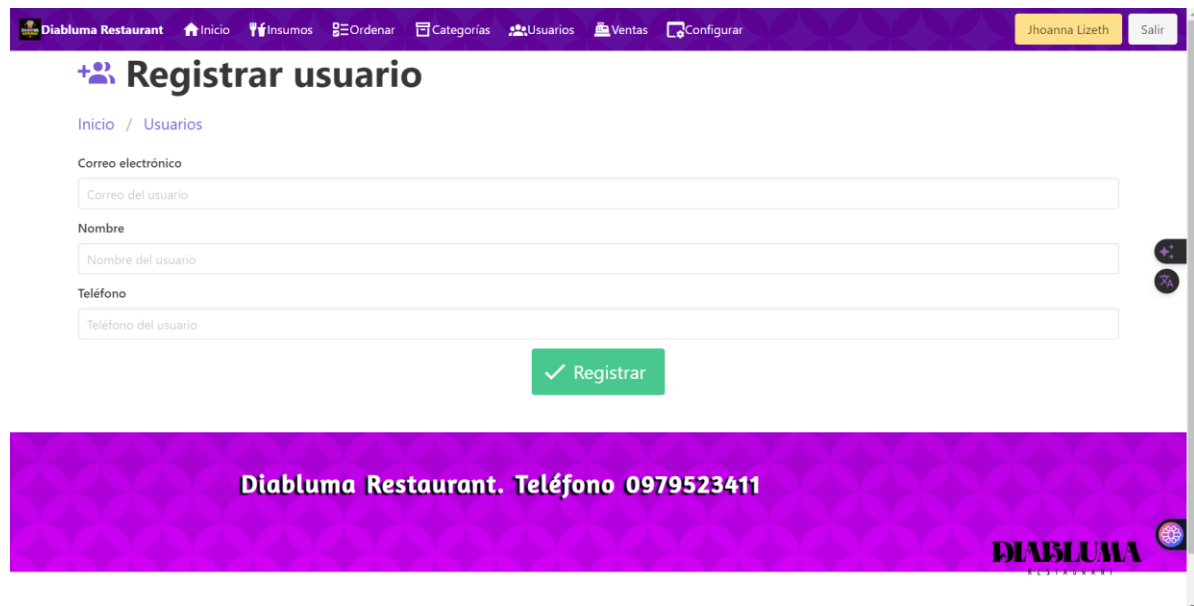 Diabluma Restaurant Inicio Insumos Ordenar Categorías Usuarios Ventas Configurar Jhoanna Lizeth Salir
Registrar usuario
Inicio / Usuarios
Correo electrónico
Correo del usuario
Nombre
Nombre del usuario
Teléfono
Teléfono del usuario
Registrar
Diabluma Restaurant. Teléfono 0979523411
DIABLUMA
RESTAURANT